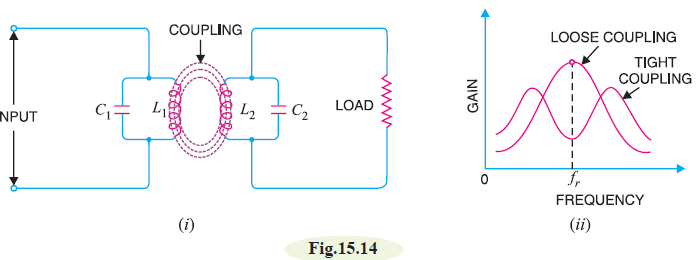 COUPLING
NPUT
C1
L1
L2
C2
LOAD
(i)
LOOSE COUPLING
TIGHT
COUPLING
GAIN
0
fr
FREQUENCY
(ii)
Fig.15.14